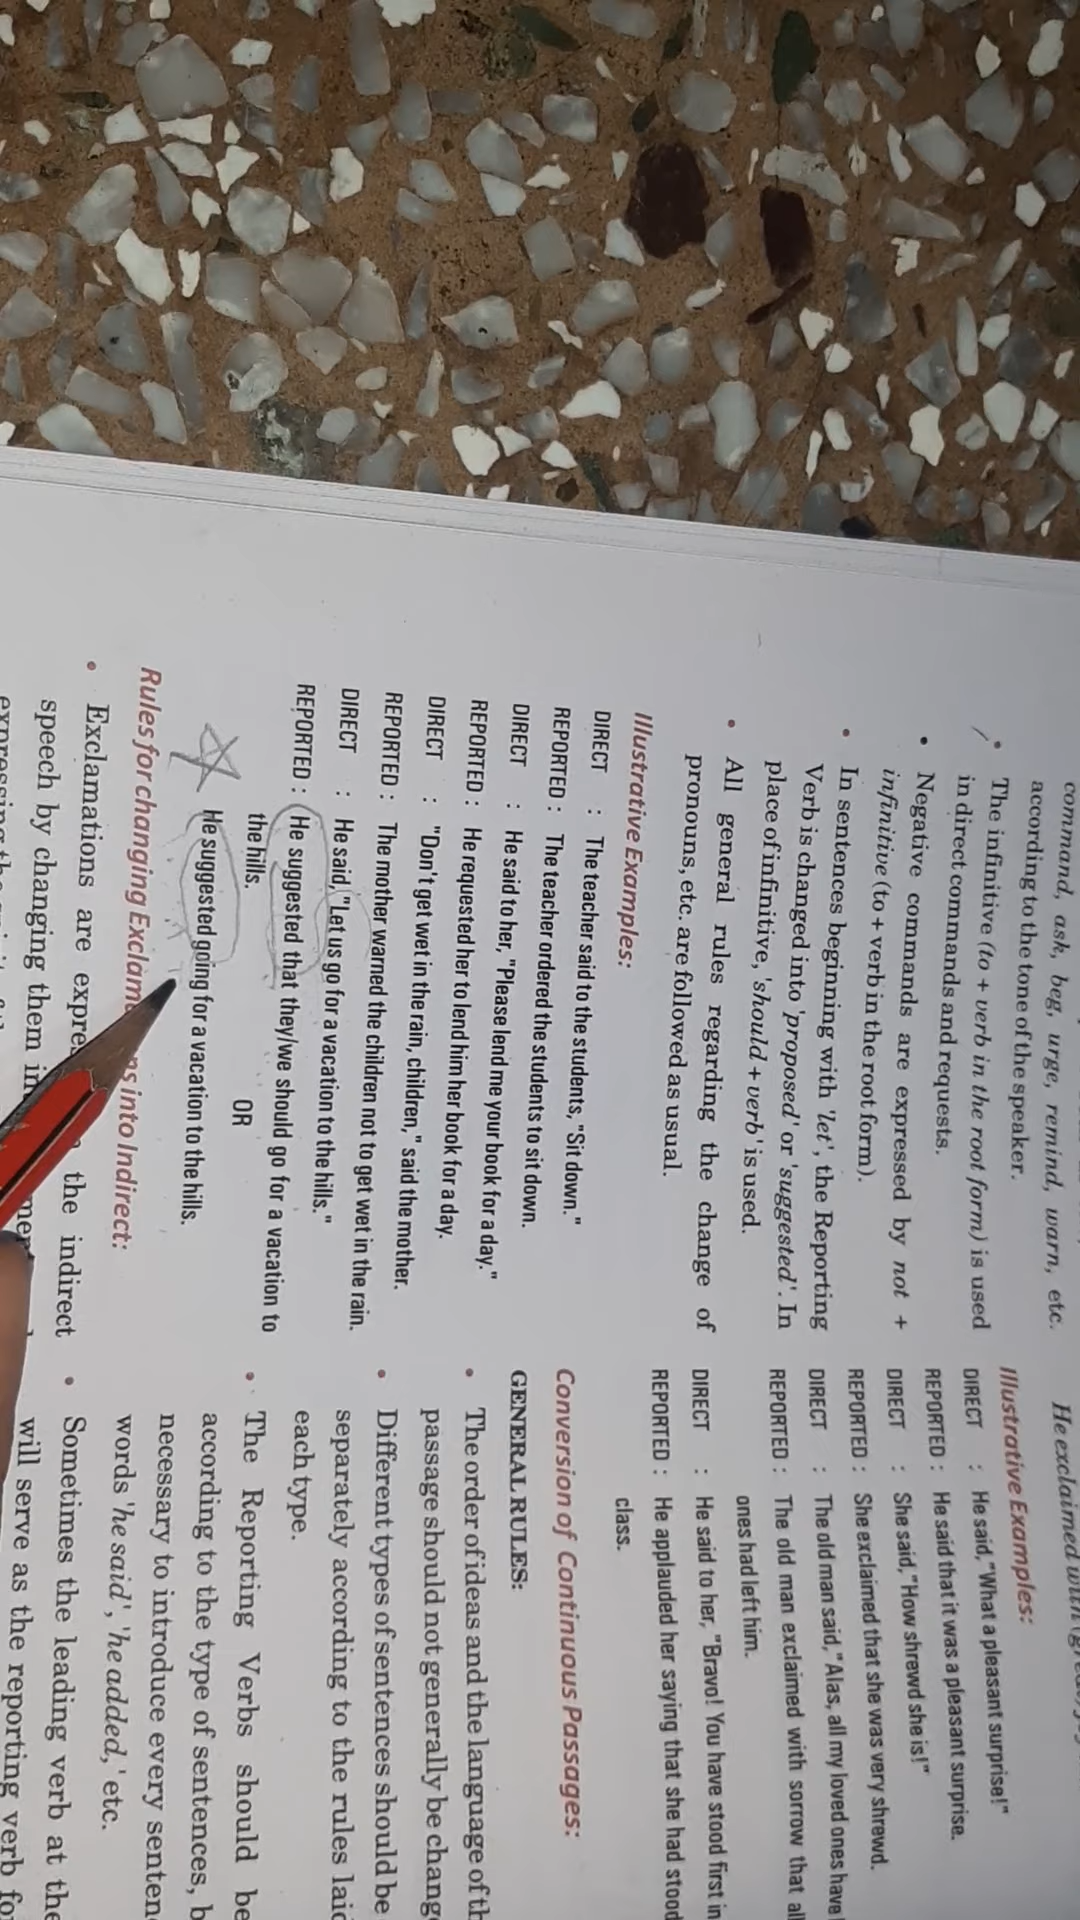 command, ask, beg, urge, remind, warn, etc.
according to the tone of the speaker.
• The infinitive (to + verb in the root form) is used
in direct commands and requests.
• Negative commands are expressed by not +
infinitive (to + verb in the root form).
• In sentences beginning with 'let', the Reporting
Verb is changed into 'proposed' or 'suggested'. In
place of infinitive, 'should + verb' is used.
• All general rules regarding the change of
pronouns, etc. are followed as usual.
Illustrative Examples:
DIRECT : The teacher said to the students, "Sit down."
REPORTED : The teacher ordered the students to sit down.
DIRECT : He said to her, "Please lend me your book for a day."
REPORTED : He requested her to lend him her book for a day.
DIRECT : "Don't get wet in the rain, children," said the mother.
REPORTED : The mother warned the children not to get wet in the rain.
DIRECT : He said, "Let us go for a vacation to the hills."
REPORTED : He suggested that they/we should go for a vacation to
the hills.
OR
He suggested going for a vacation to the hills.
Rules for changing into Indirect:
• Exclamations are the indirect
speech by changing them
He exclaimed with
Illustrative Examples:
DIRECT : He said, "What a pleasant surprise!"
REPORTED : He said that it was a pleasant surprise.
DIRECT : She said, "How shrewd she is!"
REPORTED : She exclaimed that she was very shrewd.
DIRECT : The old man said, "Alas, all my loved ones have
REPORTED : The old man exclaimed with sorrow that all
ones had left him.
DIRECT : He said to her, "Bravo! You have stood first in
REPORTED : He applauded her saying that she had stood
class.
Conversion of Continuous Passages:
GENERAL RULES:
• The order of ideas and the language of
passage should not generally be
• Different types of sentences should be
separately according to the rules
each type.
• The Reporting Verbs should be
according to the type of sentences,
necessary to introduce every
words 'he said', 'he added,' etc.
• Sometimes the leading verb at the
will serve as the reporting verb